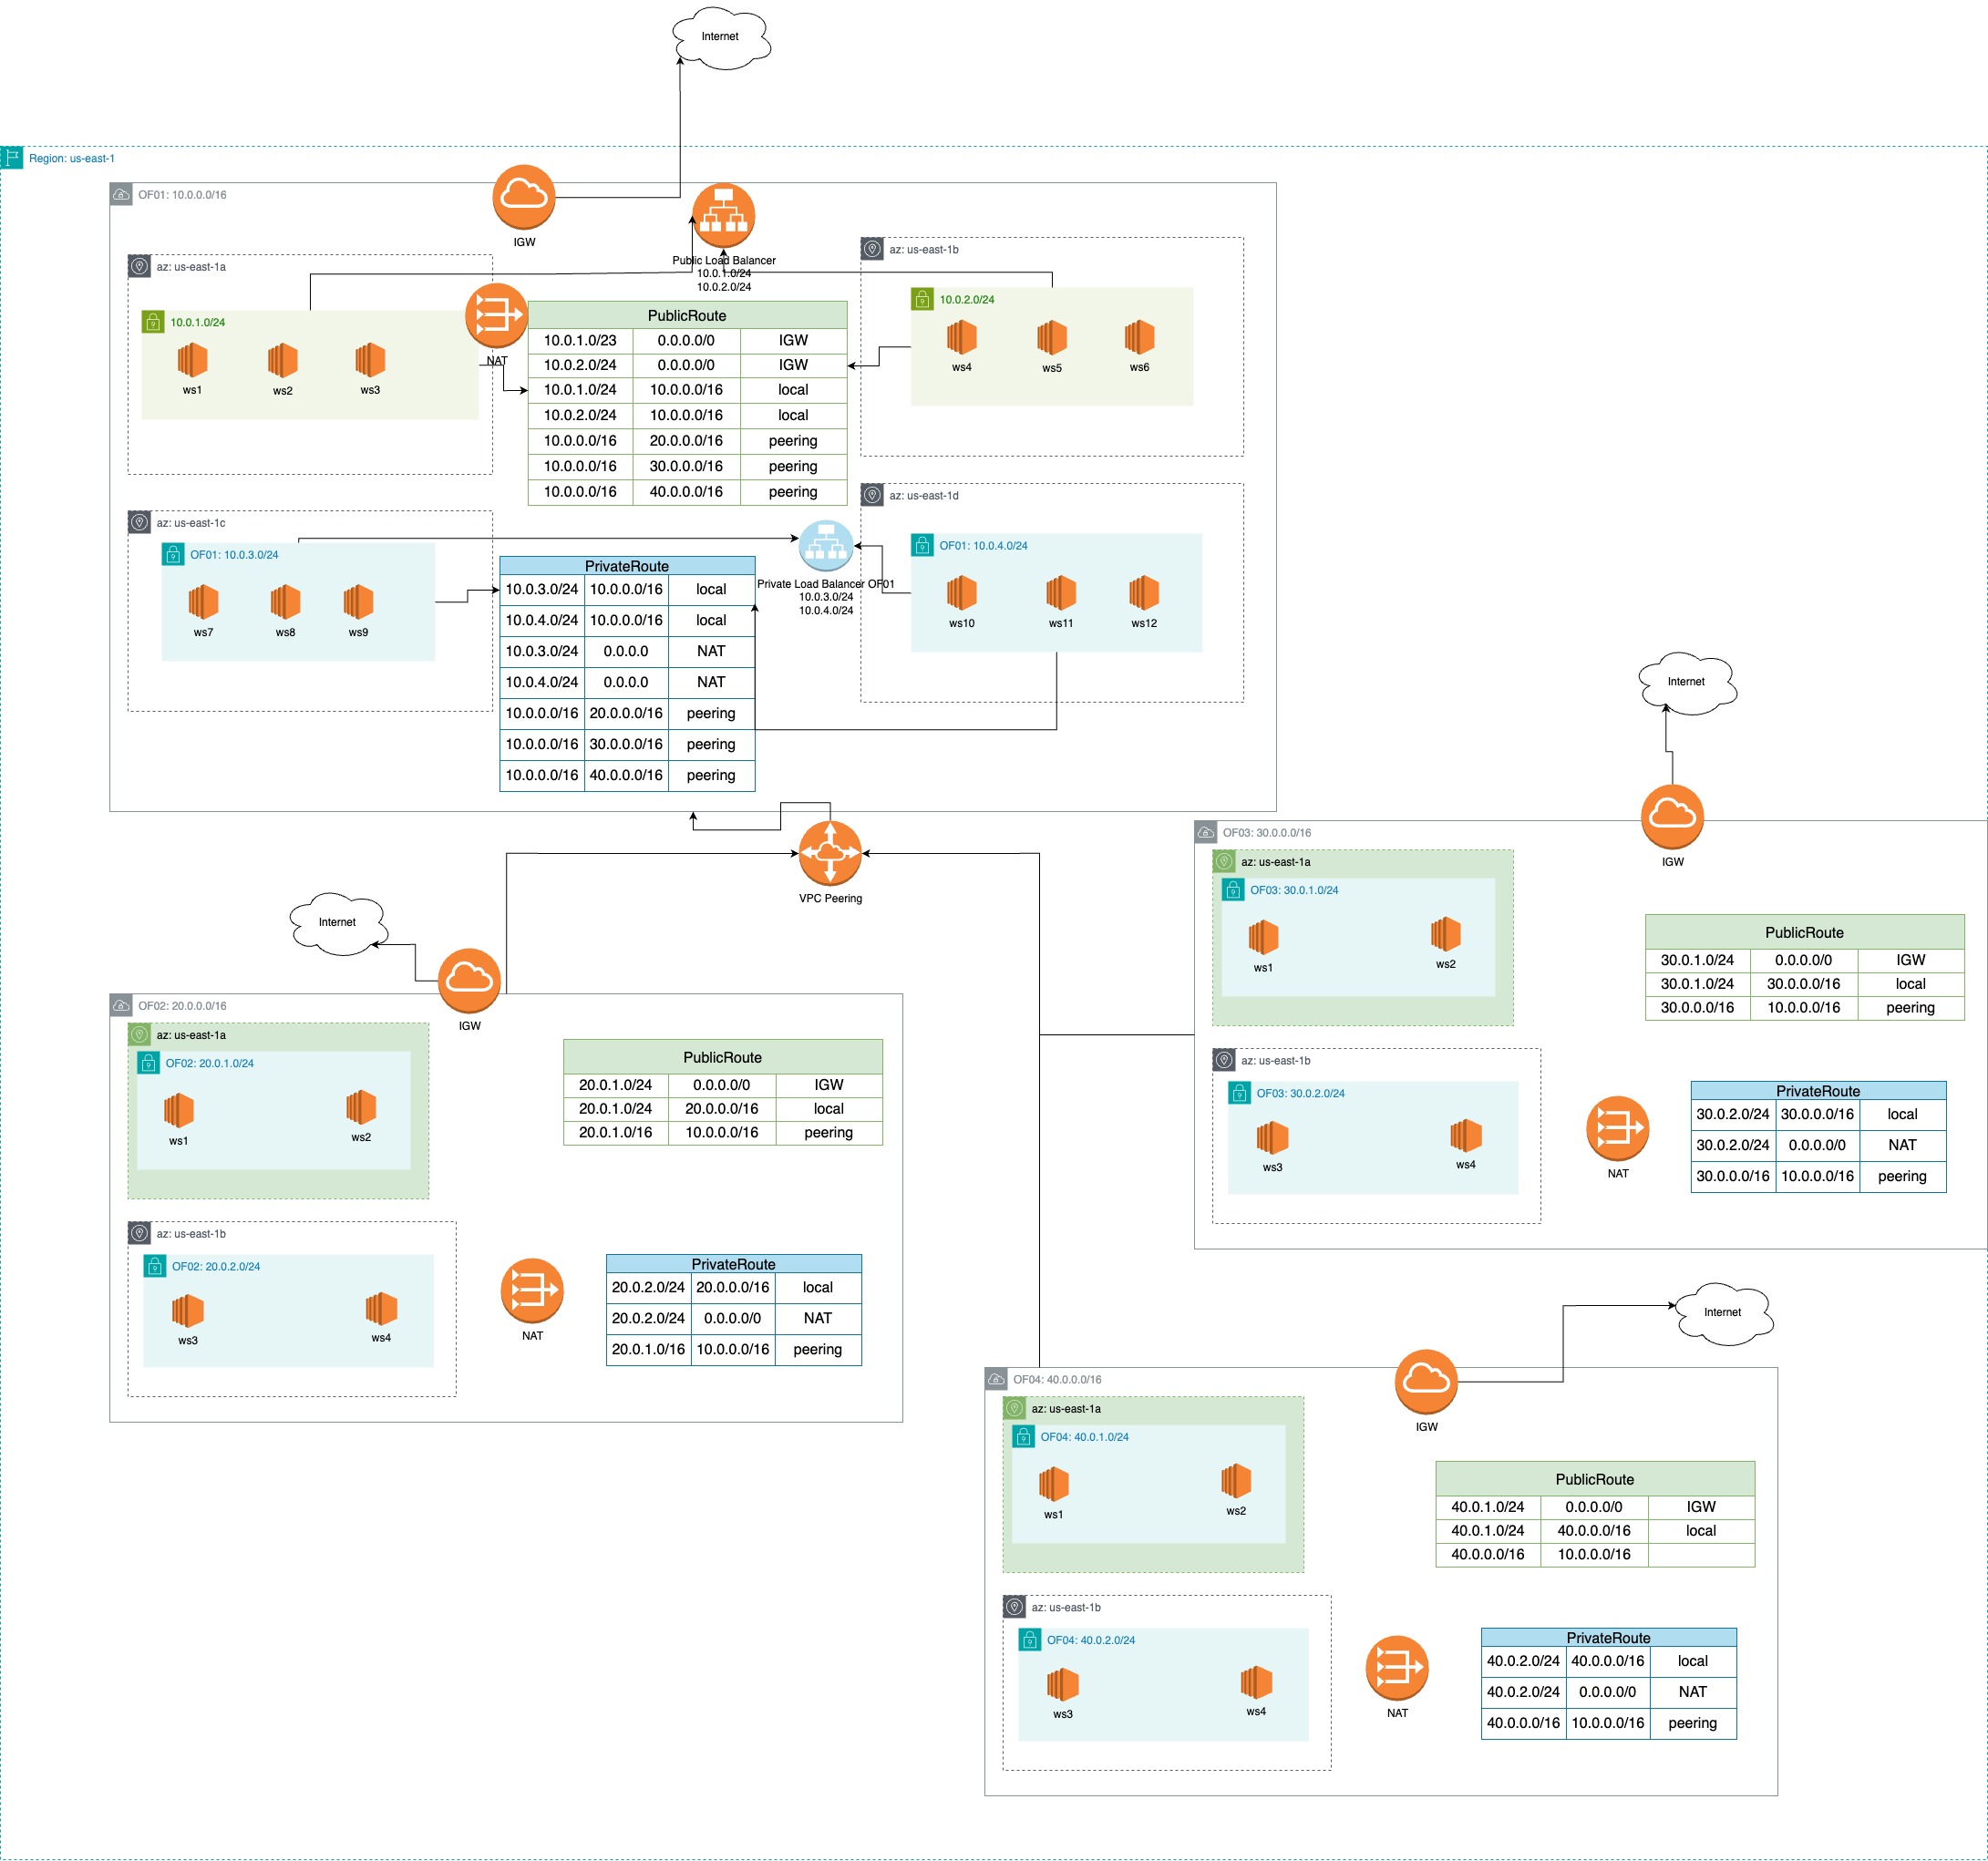 Internet
Region: us-east-1
OF01: 10.0.0.0/16
IGW
Public Load Balancer
10.0.1.0/24
10.0.2.0/24
az: us-east-1a
10.0.1.0/24
ws1
ws2
ws3
NAT
az: us-east-1b
10.0.2.0/24
ws4
ws5
ws6
PublicRoute
10.0.1.0/23 0.0.0.0/0 IGW
10.0.2.0/24 0.0.0.0/0 IGW
10.0.1.0/24 10.0.0.0/16 local
10.0.2.0/24 10.0.0.0/16 local
10.0.0.0/16 20.0.0.0/16 peering
10.0.0.0/16 30.0.0.0/16 peering
10.0.0.0/16 40.0.0.0/16 peering
az: us-east-1c
OF01: 10.0.3.0/24
ws7
ws8
ws9
Private Load Balancer OF01
10.0.3.0/24
10.0.4.0/24
az: us-east-1d
OF01: 10.0.4.0/24
ws10
ws11
ws12
PrivateRoute
10.0.3.0/24 10.0.0.0/16 local
10.0.4.0/24 10.0.0.0/16 local
10.0.3.0/24 0.0.0.0 NAT
10.0.4.0/24 0.0.0.0 NAT
10.0.0.0/16 20.0.0.0/16 peering
10.0.0.0/16 30.0.0.0/16 peering
10.0.0.0/16 40.0.0.0/16 peering
VPC Peering
Internet
IGW
OF02: 20.0.0.0/16
az: us-east-1a
OF02: 20.0.1.0/24
ws1
ws2
PublicRoute
20.0.1.0/24 0.0.0.0/0 IGW
20.0.1.0/24 20.0.0.0/16 local
20.0.1.0/16 10.0.0.0/16 peering
az: us-east-1b
OF02: 20.0.2.0/24
ws3
ws4
NAT
PrivateRoute
20.0.2.0/24 20.0.0.0/16 local
20.0.2.0/24 0.0.0.0/0 NAT
20.0.1.0/16 10.0.0.0/16 peering
Internet
IGW
OF03: 30.0.0.0/16
az: us-east-1a
OF03: 30.0.1.0/24
ws1
ws2
PublicRoute
30.0.1.0/24 0.0.0.0/0 IGW
30.0.1.0/24 30.0.0.0/16 local
30.0.0.0/16 10.0.0.0/16 peering
az: us-east-1b
OF03: 30.0.2.0/24
ws3
ws4
NAT
PrivateRoute
30.0.2.0/24 30.0.0.0/16 local
30.0.2.0/24 0.0.0.0/0 NAT
30.0.0.0/16 10.0.0.0/16 peering
Internet
IGW
OF04: 40.0.0.0/16
az: us-east-1a
OF04: 40.0.1.0/24
ws1
ws2
PublicRoute
40.0.1.0/24 0.0.0.0/0 IGW
40.0.1.0/24 40.0.0.0/16 local
40.0.0.0/16 10.0.0.0/16
az: us-east-1b
OF04: 40.0.2.0/24
ws3
ws4
NAT
PrivateRoute
40.0.2.0/24 40.0.0.0/16 local
40.0.2.0/24 0.0.0.0/0 NAT
40.0.0.0/16 10.0.0.0/16 peering